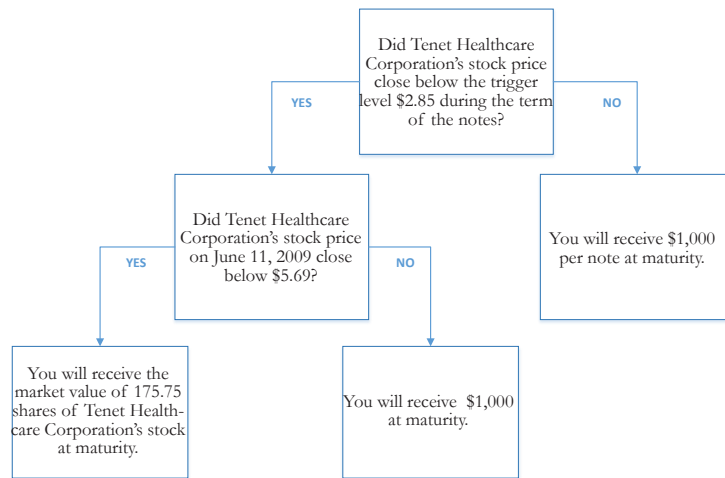 Did Tenet Healthcare
Corporation's stock price
close below the trigger
level $2.85 during the term
of the notes?
YES
NO
Did Tenet Healthcare
Corporation's stock price
on June 11, 2009 close
below $5.69?
You will receive $1,000
per note at maturity.
YES
NO
You will receive the
market value of 175.75
shares of Tenet Health-
care Corporation's stock
at maturity.
You will receive $1,000
at maturity.